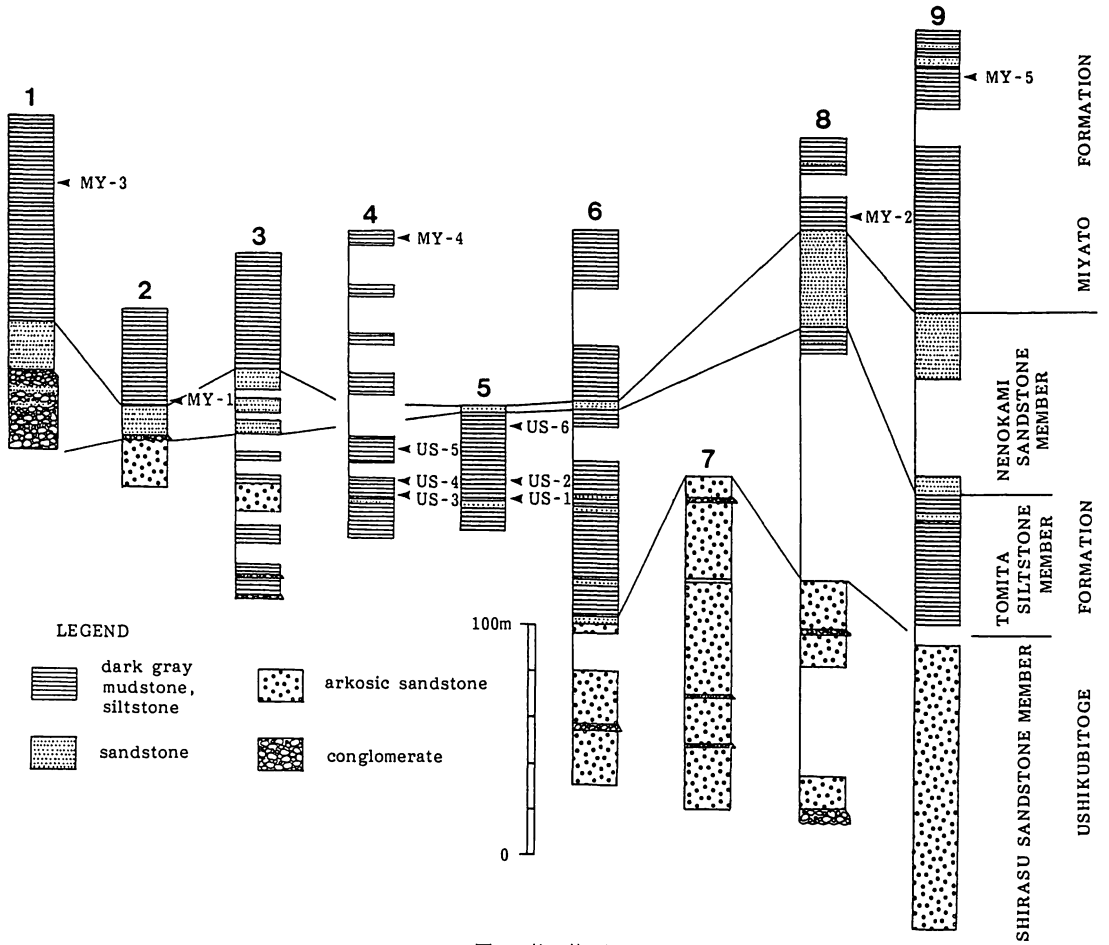 1
2
3
4
5
6
7
8
9
MY-3
MY-1
MY-4
US-5
US-4
US-3
US-6
US-2
US-1
MY-2
MY-5
MIYATO FORMATION
NENOKAMI
SANDSTONE
MEMBER
TOMITA
SILTSTONE
MEMBER
SHIRASU SANDSTONE MEMBER
USHIKUBITOGE FORMATION
LEGEND
dark gray
mudstone,
siltstone
sandstone
arkosic sandstone
conglomerate
100m
0